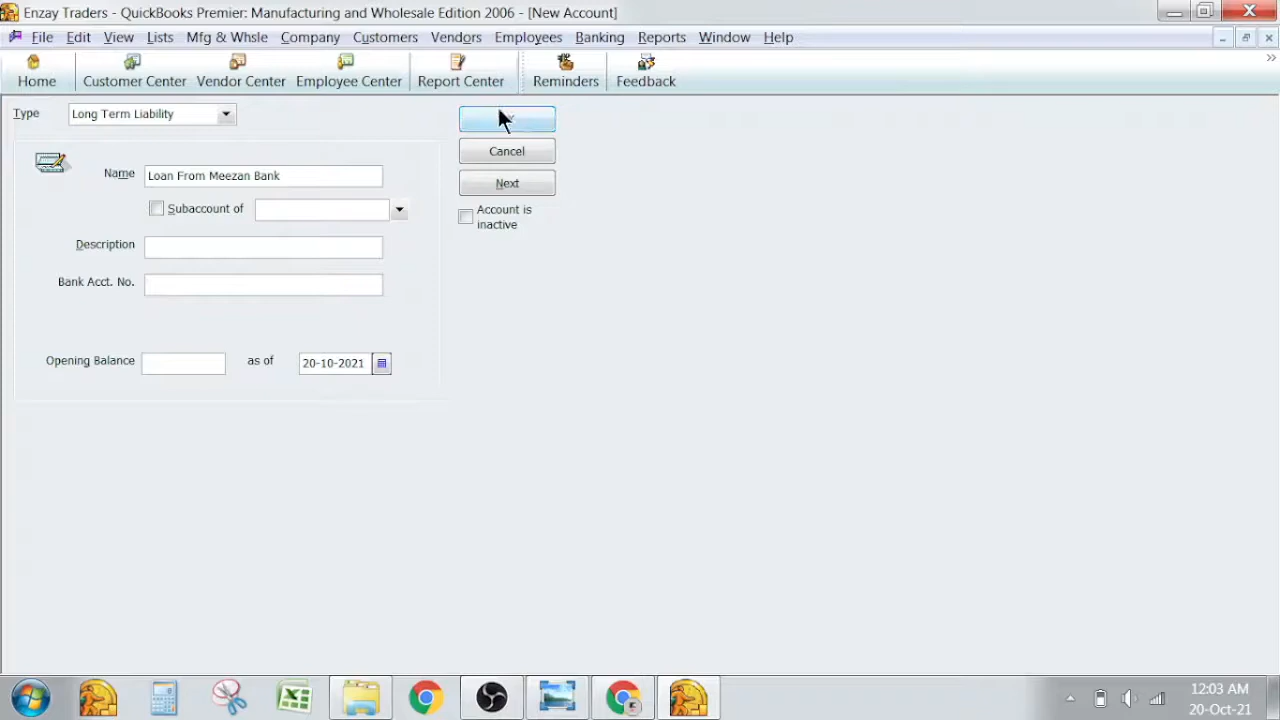 Enzay Traders - QuickBooks Premier: Manufacturing and Wholesale Edition 2006 - [New Account]
File Edit View Lists Mfg & Whsle Company Customers Vendors Employees Banking Reports Window Help
Home Customer Center Vendor Center Employee Center Report Center Reminders Feedback
Type Long Term Liability
Cancel
Name Loan From Meezan Bank
Next
Subaccount of
Account is
inactive
Description
Bank Acct. No.
Opening Balance as of 20-10-2021
12:03 AM
20-Oct-21